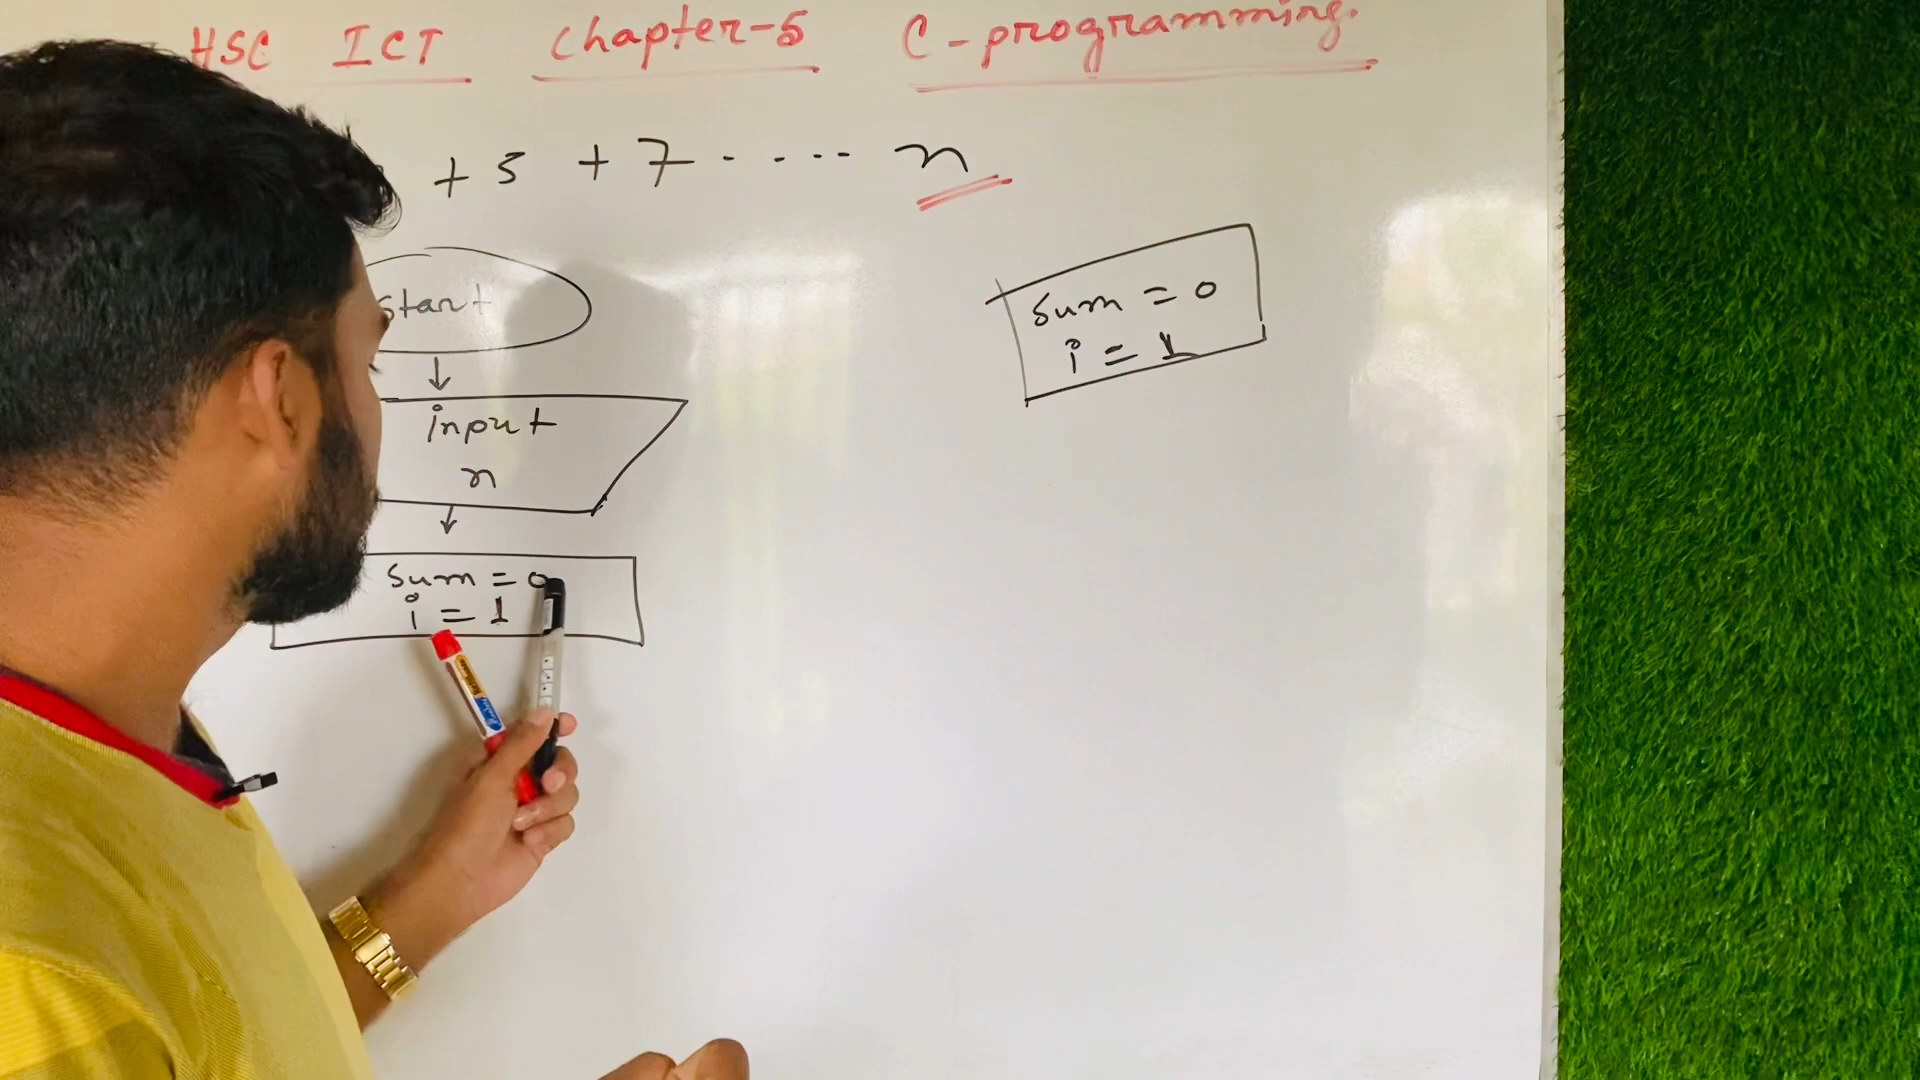 HSC ICT Chapter-5 C-programming.
+ 5 + 7 ..... n
start
input
n
sum = 0
i = 1
sum = 0
i = 1